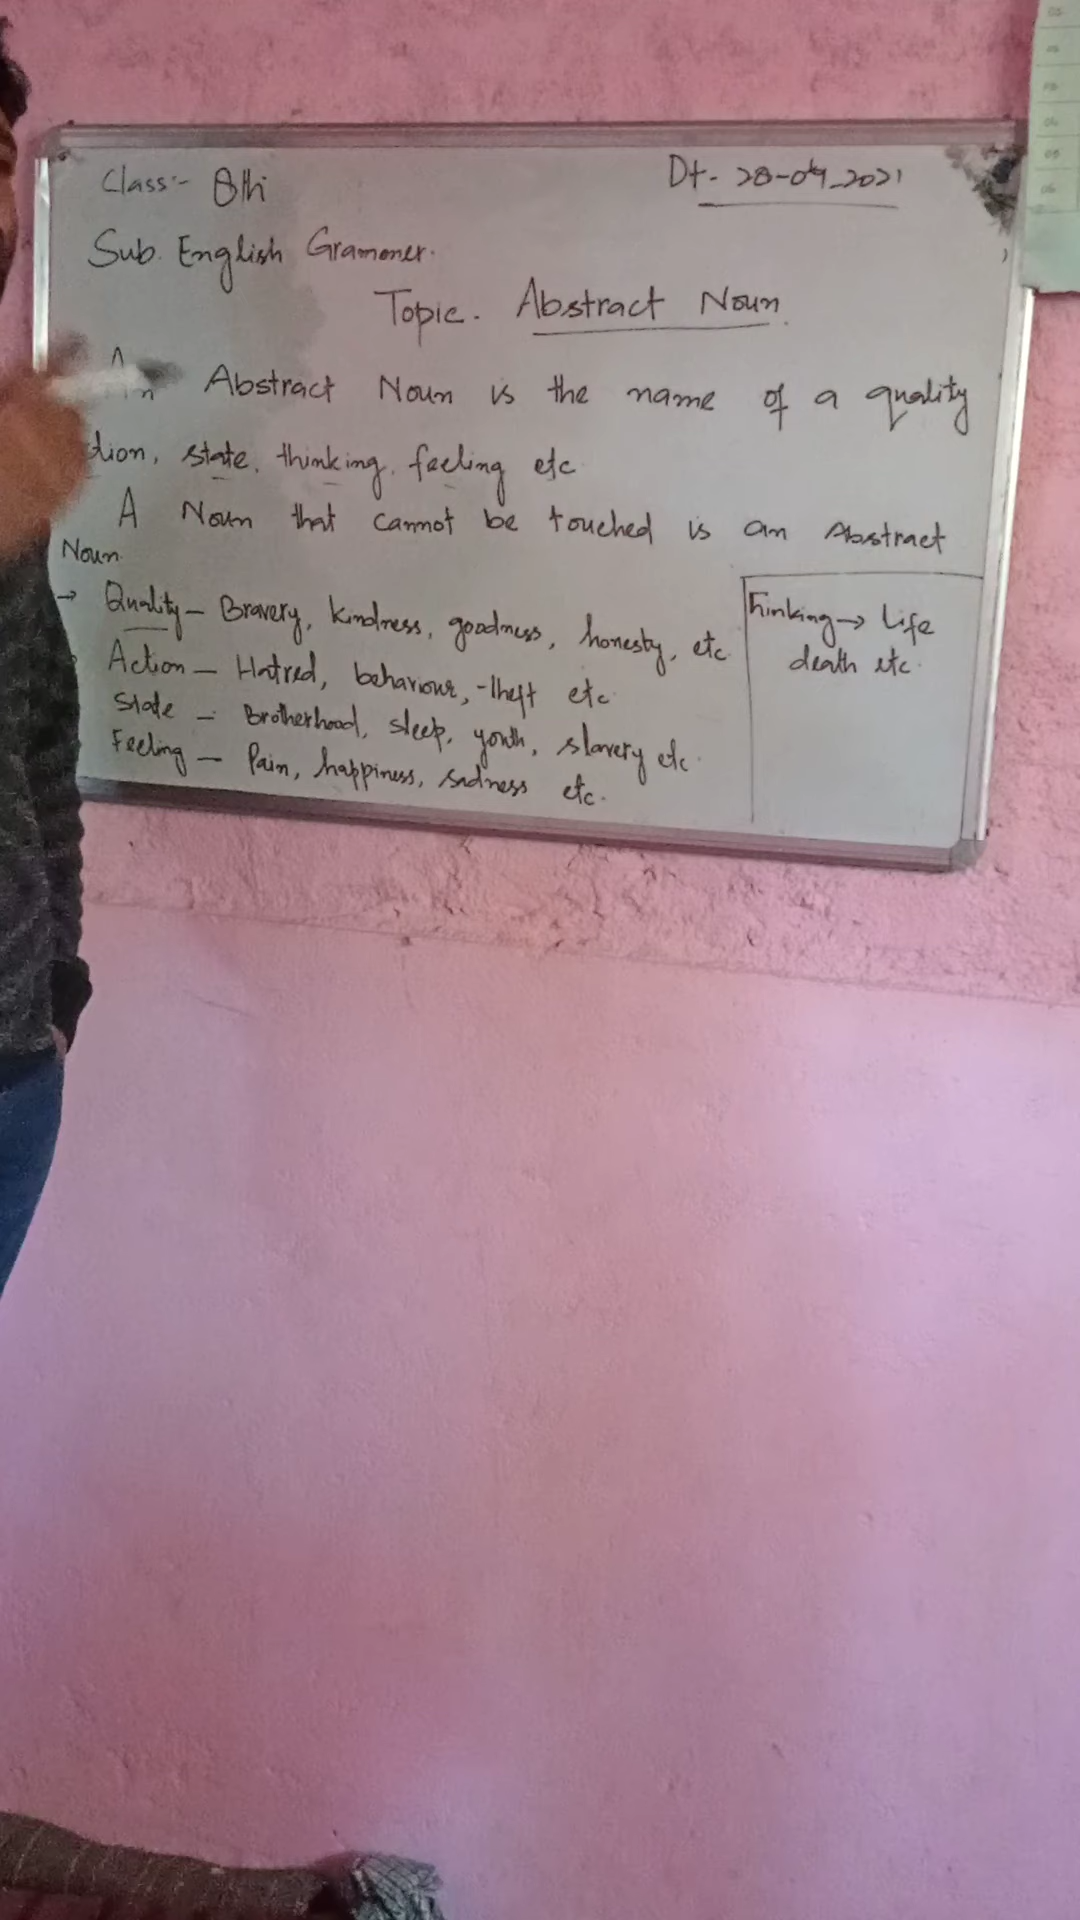 Class:- 8th
Dt- 28-04-2021
Sub. English Grammer.
Topic. Abstract Noun.
An Abstract Noun is the name of a quality
ction, state, thinking, feeling etc
A Noun that cannot be touched is an Abstract
Noun.
→ Quality - Bravery, kindness, goodness, honesty, etc
Action - Hatred, behaviour, theft etc.
State - Brotherhood, sleep, youth, slavery etc.
Feeling - Pain, happiness, sadness etc.
Thinking → Life
death etc.